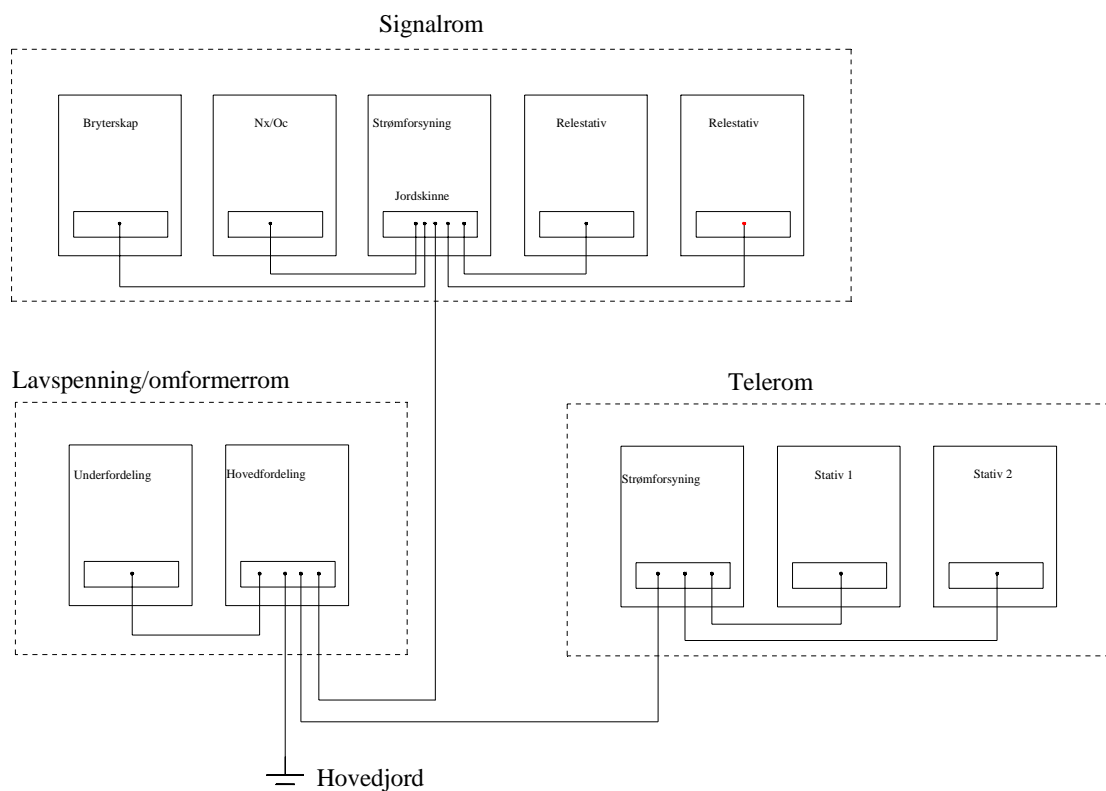 Signalrom
Bryterskap
Nx/Oc
Strømforsyning
Relestativ
Relestativ
Jordskinne
Lavspenning/omformerrom
Telerom
Underfordeling
Hovedfordeling
Strømforsyning
Stativ 1
Stativ 2
Hovedjord